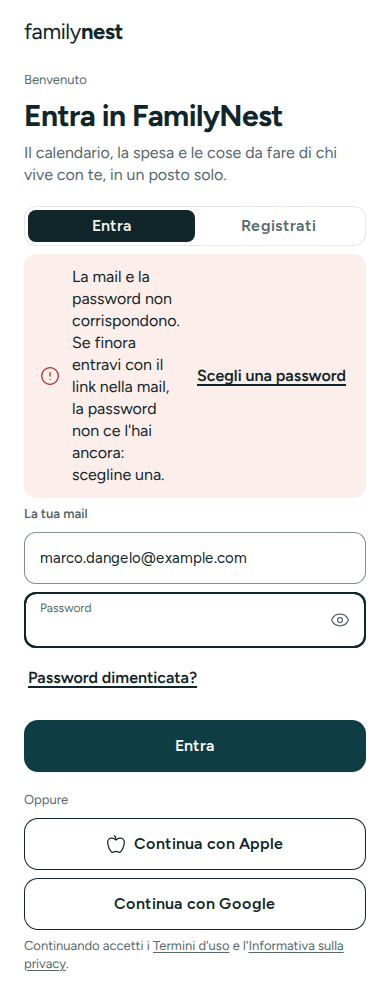 familynest
Benvenuto
Entra in FamilyNest
Il calendario, la spesa e le cose da fare di chi
vive con te, in un posto solo.
Entra
Registrati
La mail e la
password non
corrispondono.
Se finora
entravi con il
link nella mail,
la password
non ce l'hai
ancora:
scegline una.
Scegli una password
La tua mail
marco.dangelo@example.com
Password
Password dimenticata?
Entra
Oppure
Continua con Apple
Continua con Google
Continuando accetti i Termini d'uso e l'Informativa sulla
privacy.